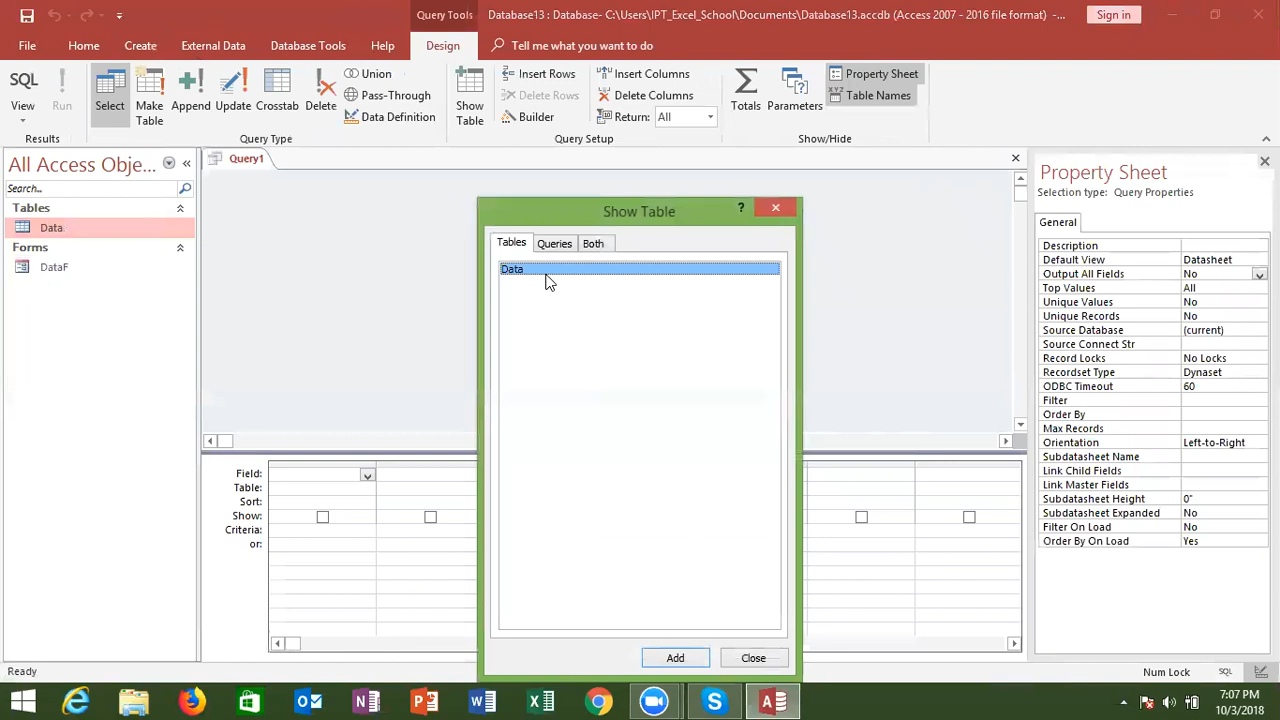 Query Tools
Database13 : Database- C:\Users\IPT_Excel_School\Documents\Database13.accdb (Access 2007 - 2016 file format) -...
Sign in
File
Home
Create
External Data
Database Tools
Help
Design
Tell me what you want to do
SQL
View
Run
Select
Make Table
Append
Update
Crosstab
Delete
Union
Pass-Through
Data Definition
Show Table
Insert Rows
Delete Rows
Builder
Insert Columns
Delete Columns
Return: All
Totals
Parameters
Property Sheet
XYZ Table Names
Results
Query Type
Query Setup
Show/Hide
All Access Obje...
Search...
Tables
Data
Forms
DataF
Query1
Show Table
?
Tables
Queries
Both
Data
Add
Close
Field:
Table:
Sort:
Show:
Criteria:
or:
Property Sheet
Selection type: Query Properties
General
Description
Default View Datasheet
Output All Fields No
Top Values All
Unique Values No
Unique Records No
Source Database (current)
Source Connect Str
Record Locks No Locks
Recordset Type Dynaset
ODBC Timeout 60
Filter
Order By
Max Records
Orientation Left-to-Right
Subdatasheet Name
Link Child Fields
Link Master Fields
Subdatasheet Height 0"
Subdatasheet Expanded No
Filter On Load No
Order By On Load Yes
Ready
Num Lock
SQL
7:07 PM
10/3/2018